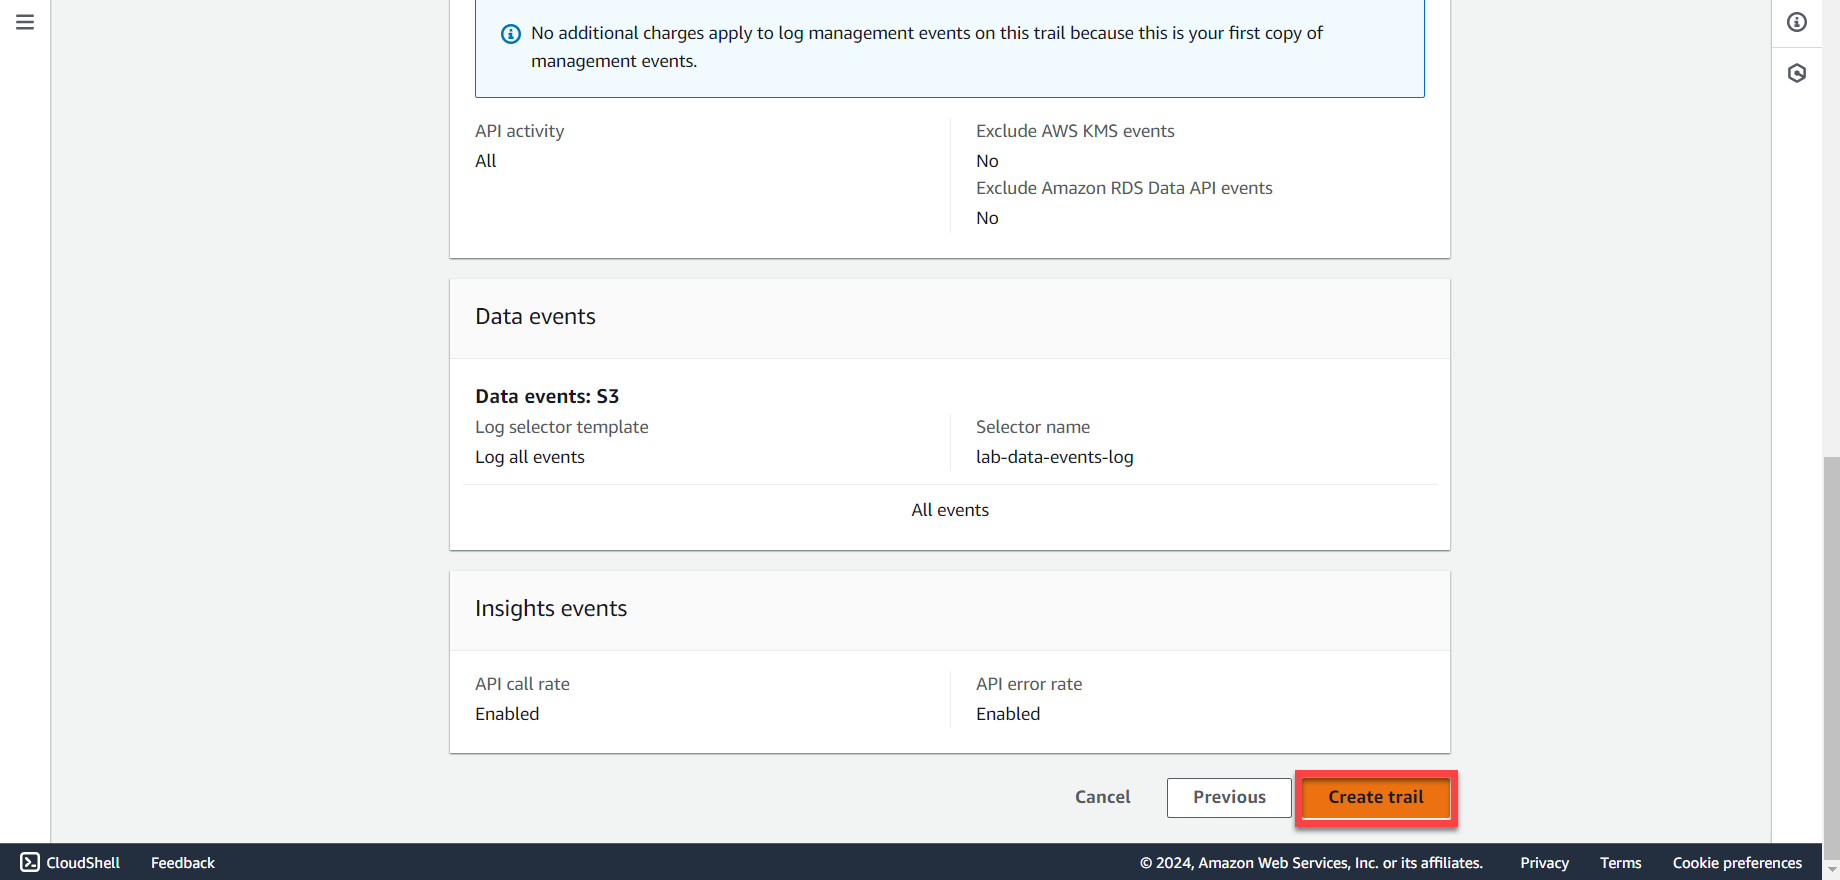 No additional charges apply to log management events on this trail because this is your first copy of
management events.
API activity
All
Exclude AWS KMS events
No
Exclude Amazon RDS Data API events
No
Data events
Data events: S3
Log selector template
Log all events
Selector name
lab-data-events-log
All events
Insights events
API call rate
Enabled
API error rate
Enabled
Cancel
Previous
Create trail
CloudShell
Feedback
© 2024, Amazon Web Services, Inc. or its affiliates.
Privacy
Terms
Cookie preferences